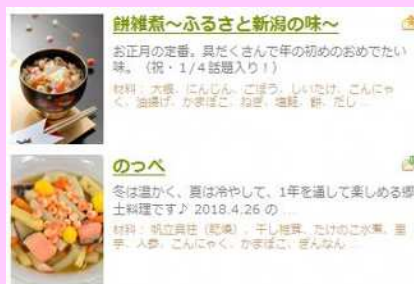 餅雑煮～ふるさと新潟の味～
お正月の定番。具だくさんで年の初めのおめでたい
味。（祝・1/4話題入り！）
材料：大根、にんじん、ごぼう、しいたけ、こんにゃ
く、油揚げ、かまぼこ、ねぎ、塩鮭、餅、だし...
のっぺ
冬は温かく、夏は冷やして、1年を通して楽しめる郷
土料理です♪ 2018.4.26 の ...
材料：帆立貝柱（乾燥）、干し椎茸、たけのこ水煮、里
芋、人参、こんにゃく、かまぼこ、ぎんなん...